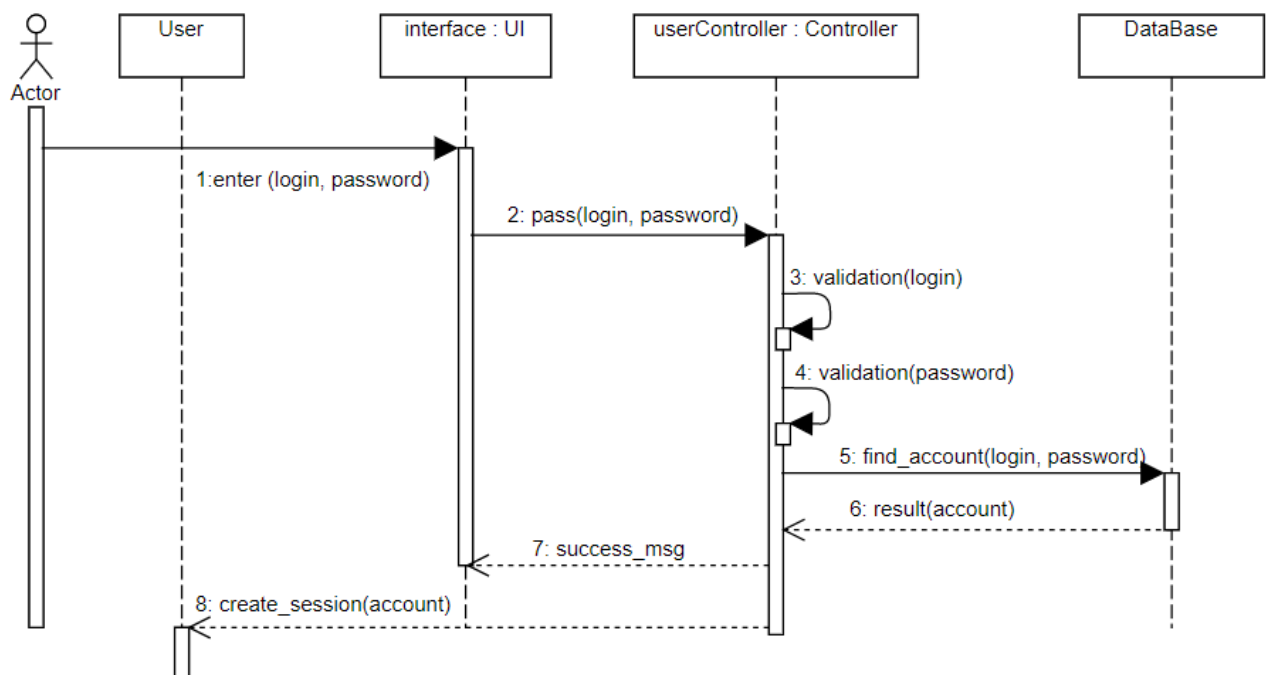 User
interface : UI
userController : Controller
DataBase
Actor
1:enter (login, password)
2: pass(login, password)
3: validation(login)
4: validation(password)
5: find_account(login, password)
6: result(account)
7: success_msg
8: create_session(account)